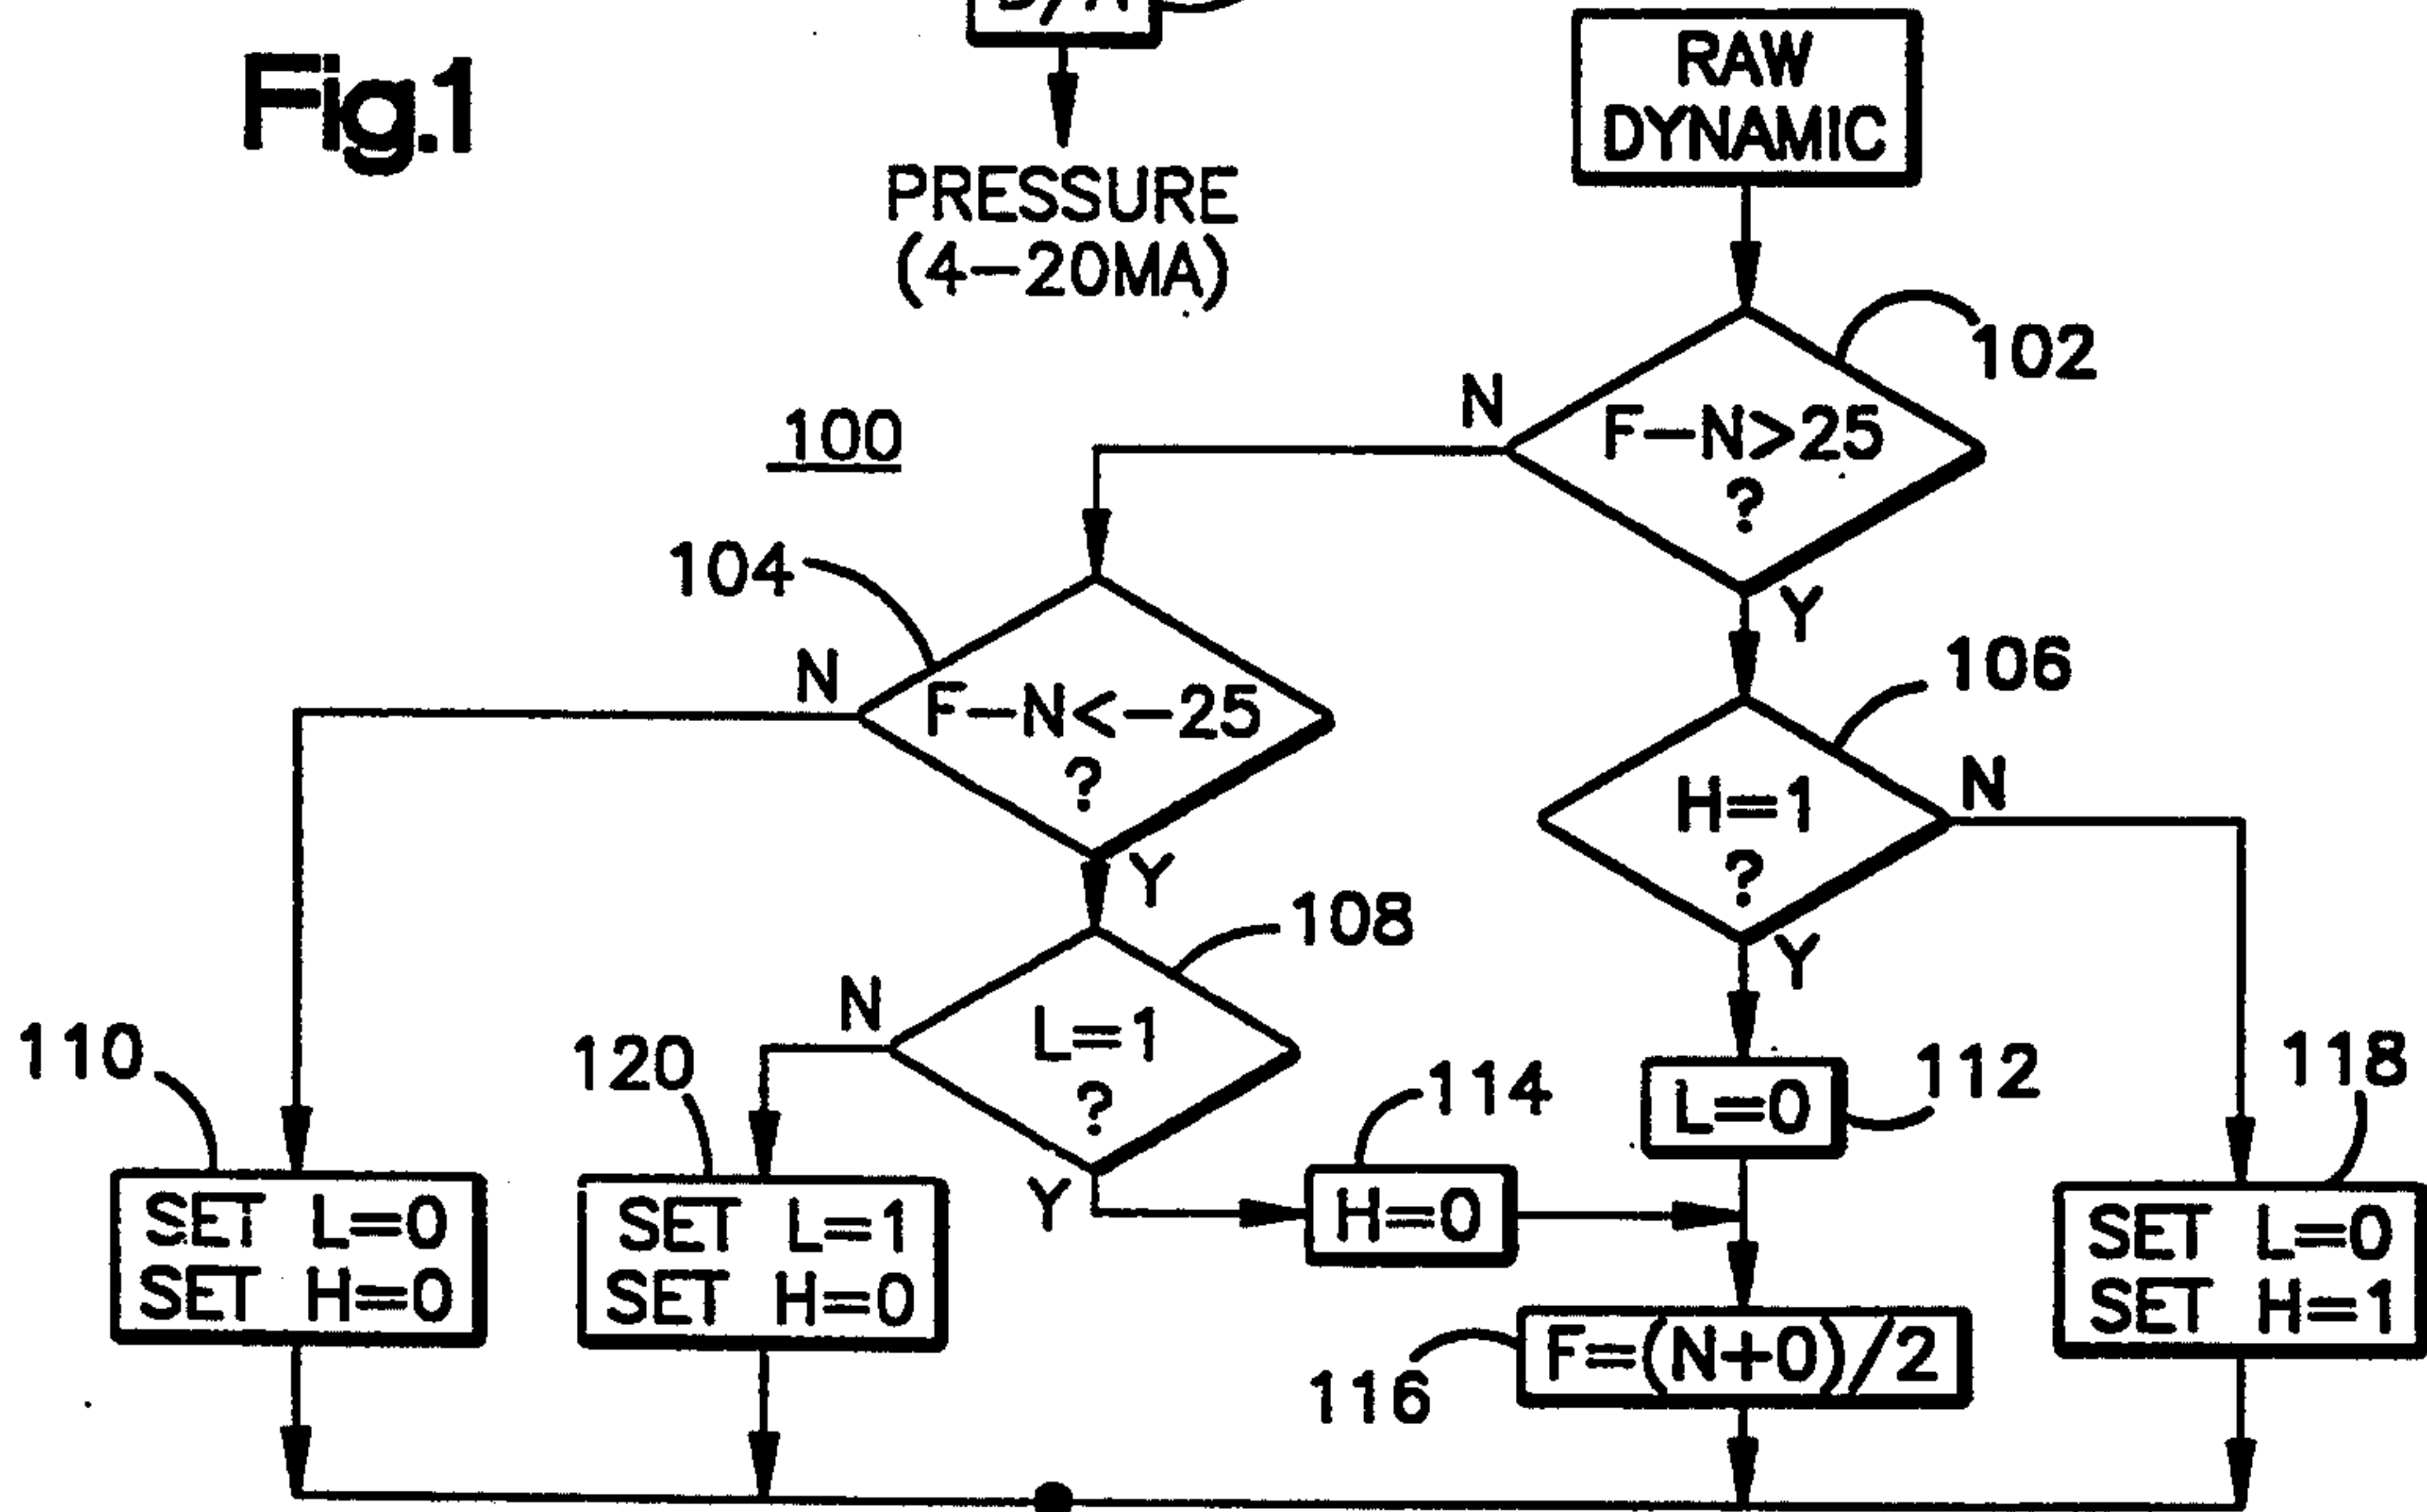 Fig.1
PRESSURE
(4-20MA)
RAW
DYNAMIC
102
N
F-N>25
?
Y
100
104
N
F-N<-25
?
Y
106
H=1
?
N
Y
108
N
L=1
?
Y
110
SET L=0
SET H=0
120
SET L=1
SET H=0
114
H=0
112
L=0
118
SET L=0
SET H=1
116
F=(N+O)/2